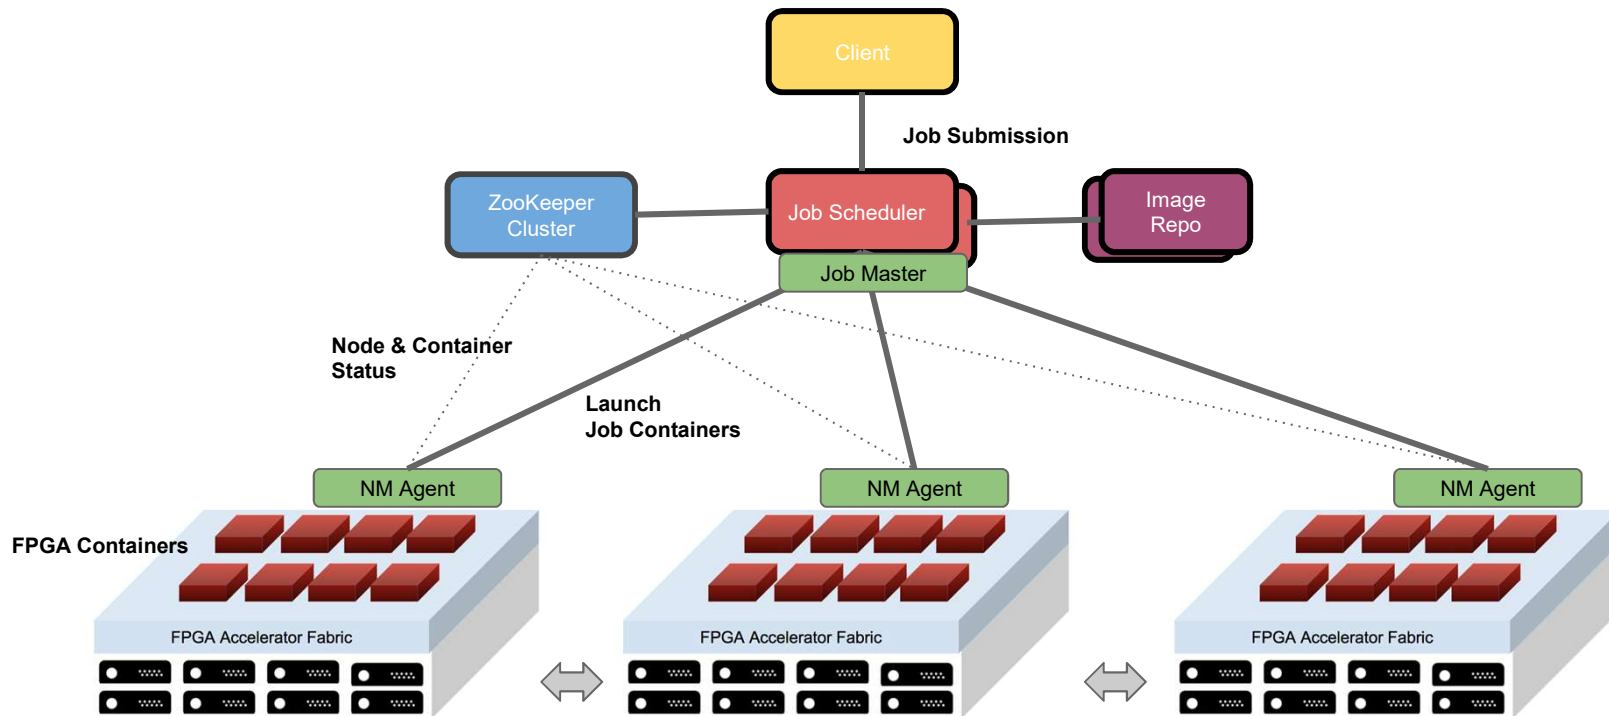 Client
Job Submission
ZooKeeper
Cluster
Job Scheduler
Image
Repo
Job Master
Node & Container
Status
Launch
Job Containers
NM Agent
NM Agent
NM Agent
FPGA Containers
FPGA Accelerator Fabric
FPGA Accelerator Fabric
FPGA Accelerator Fabric